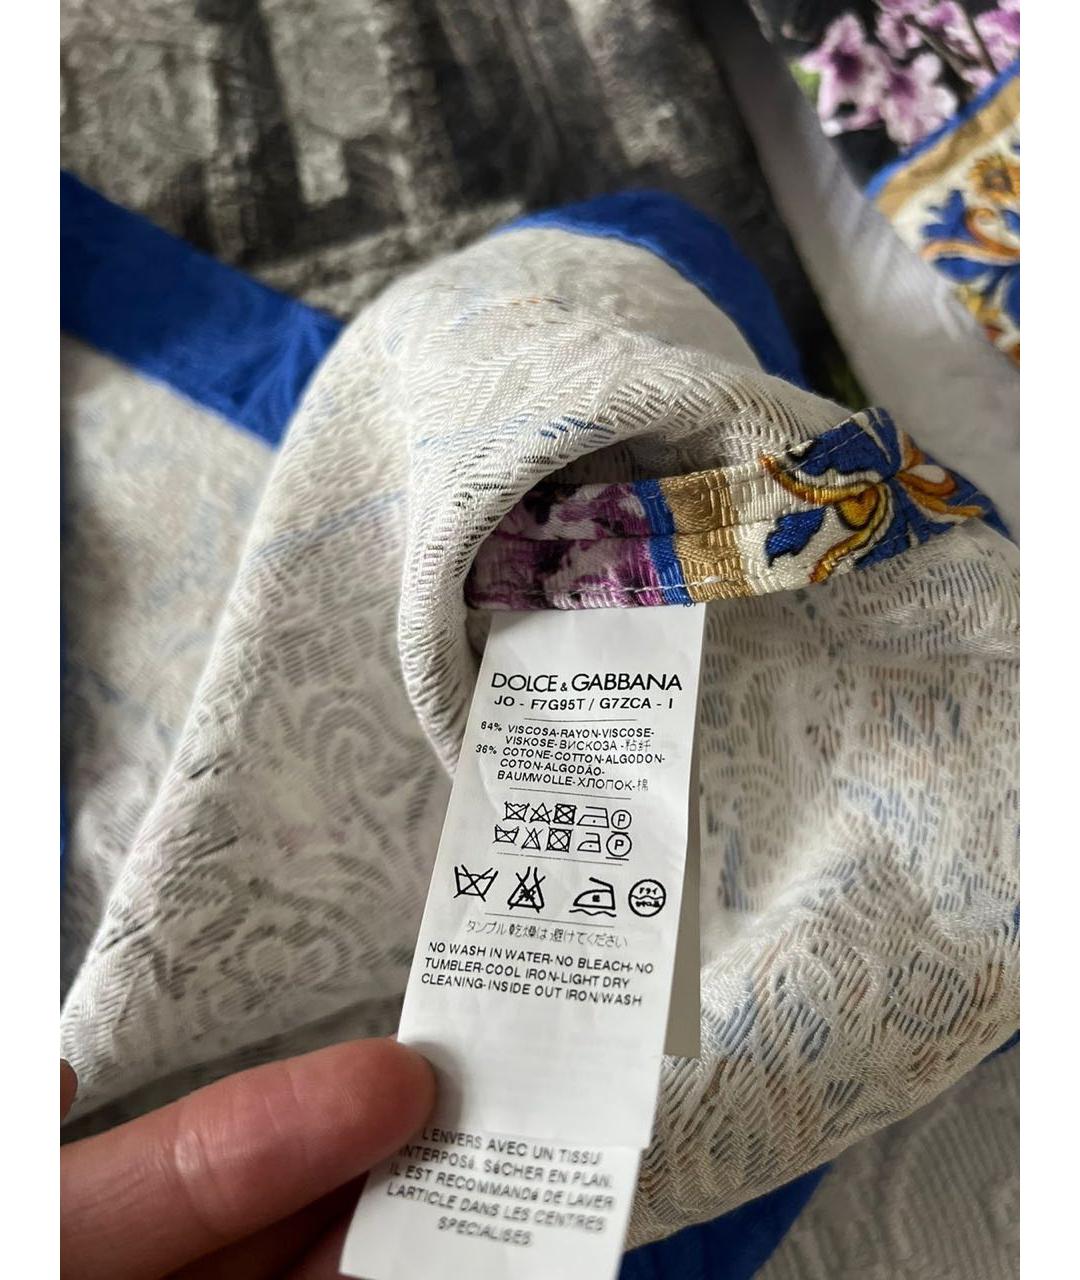 DOLCE & GABBANA
JO - F7G95T / G7ZCA - I
64% VISCOSA-RAYON-VISCOSE-
VISKOSE-ВИСКОЗА-粘纤
36% COTONE-COTTON-ALGODON-
COTON-ALGODÃO-
BAUMWOLLE-ХЛОПОК-棉
P
P
ドライ
タンブル乾燥は避けてください
NO WASH IN WATER-NO BLEACH-NO
TUMBLER-COOL IRON-LIGHT DRY
CLEANING-INSIDE OUT IRON/WASH
L'ENVERS AVEC UN TISSU
INTERPOSé. SéCHER EN PLAN.
IL EST RECOMMANDé DE LAVER
L'ARTICLE DANS LES CENTRES
SPECIALISES